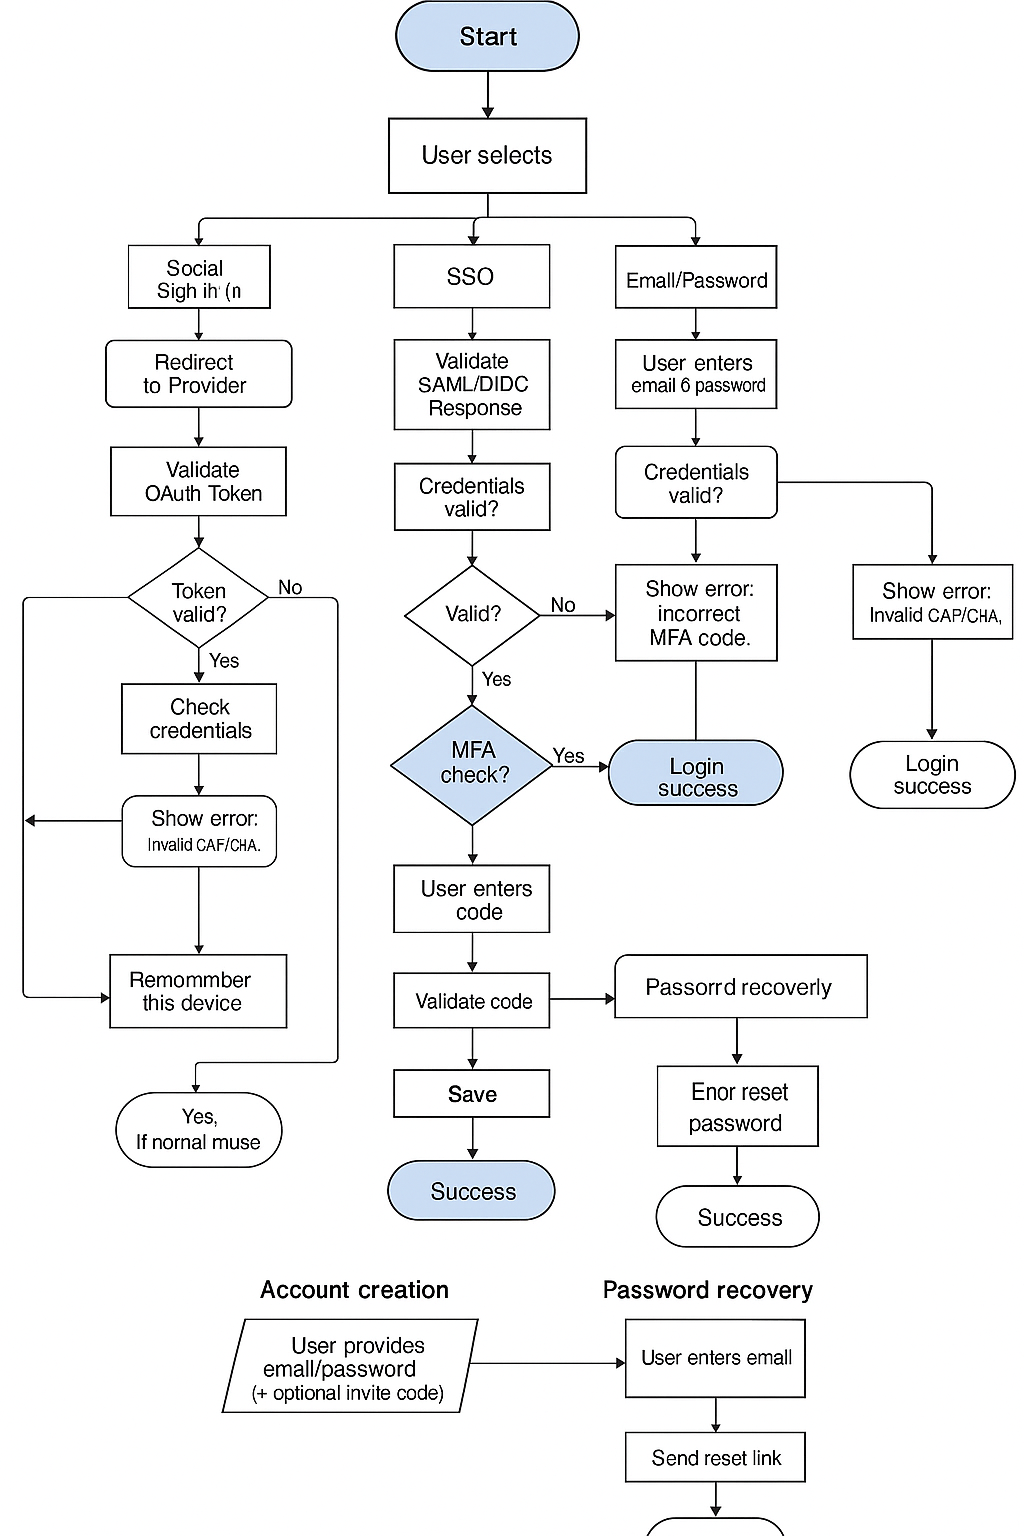 Start
User selects
Social
Sigh ih' (n
SSO
Emall/Password
Redirect
to Provider
Validate
SAML/DIDC
Response
User enters
email 6 password
Validate
OAuth Token
Credentials
valid?
Credentials
valid?
Token
valid?
No
Yes
Valid?
No
Yes
Show error:
incorrect
MFA code.
Show error:
Invalid CAP/CHA,
Check
credentials
MFA
check?
Yes
Login
success
Login
success
Show error:
Invalid CAF/CHA.
User enters
code
Remommber
this device
Validate code
Passorrd recoverly
Save
Enor reset
password
Yes,
If nornal muse
Success
Success
Account creation
Password recovery
User provides
emall/password
(+ optional invite code)
User enters emall
Send reset link